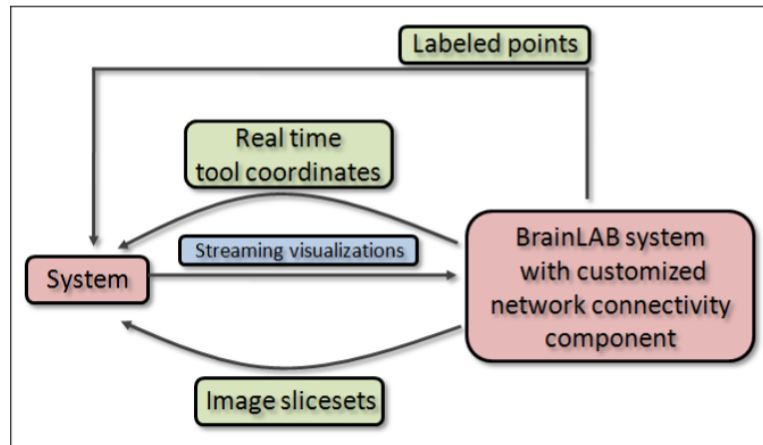 Labeled points
Real time
tool coordinates
Streaming visualizations
System
BrainLAB system
with customized
network connectivity
component
Image slicesets